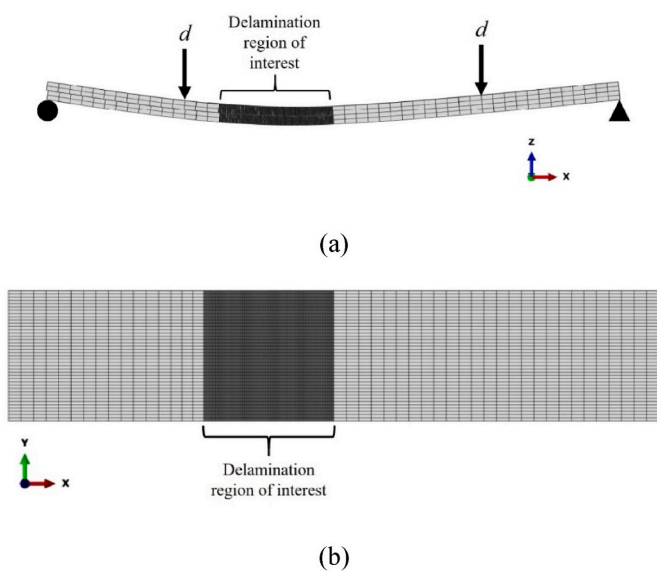 Delamination
region of
interest
d
d
Z
X
(a)
Y
X
Delamination
region of interest
(b)